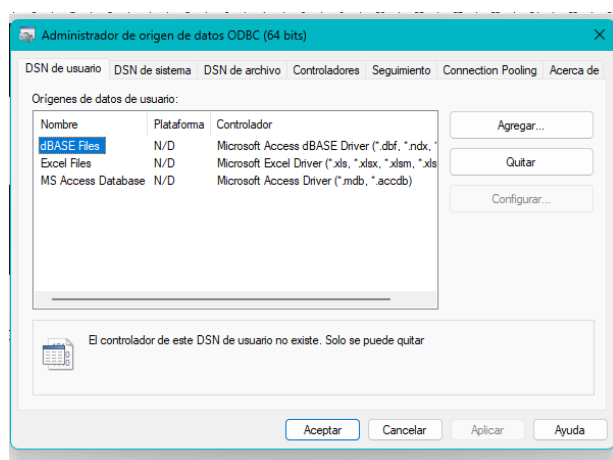 Administrador de origen de datos ODBC (64 bits)
DSN de usuario DSN de sistema DSN de archivo Controladores Seguimiento Connection Pooling Acerca de
Orígenes de datos de usuario:
Nombre Plataforma Controlador
dBASE Files N/D Microsoft Access dBASE Driver (*.dbf, *.ndx, *
Excel Files N/D Microsoft Excel Driver (*.xls, *.xlsx, *.xlsm, *.xls
MS Access Database N/D Microsoft Access Driver (*.mdb, *.accdb)
Agregar...
Quitar
Configurar...
El controlador de este DSN de usuario no existe. Solo se puede quitar
Aceptar Cancelar Aplicar Ayuda